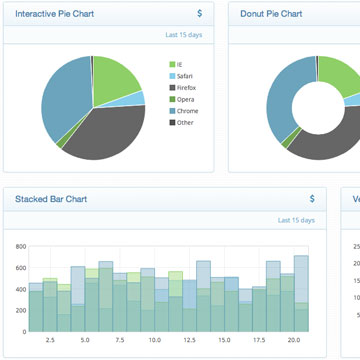 Interactive Pie Chart $
Last 15 days
IE
Safari
Firefox
Opera
Chrome
Other
Donut Pie Chart
Stacked Bar Chart $
Last 15 days
800
600
400
200
0
2.5 5.0 7.5 10.0 12.5 15.0 17.5 20.0
Ve
25
20
15
10
5